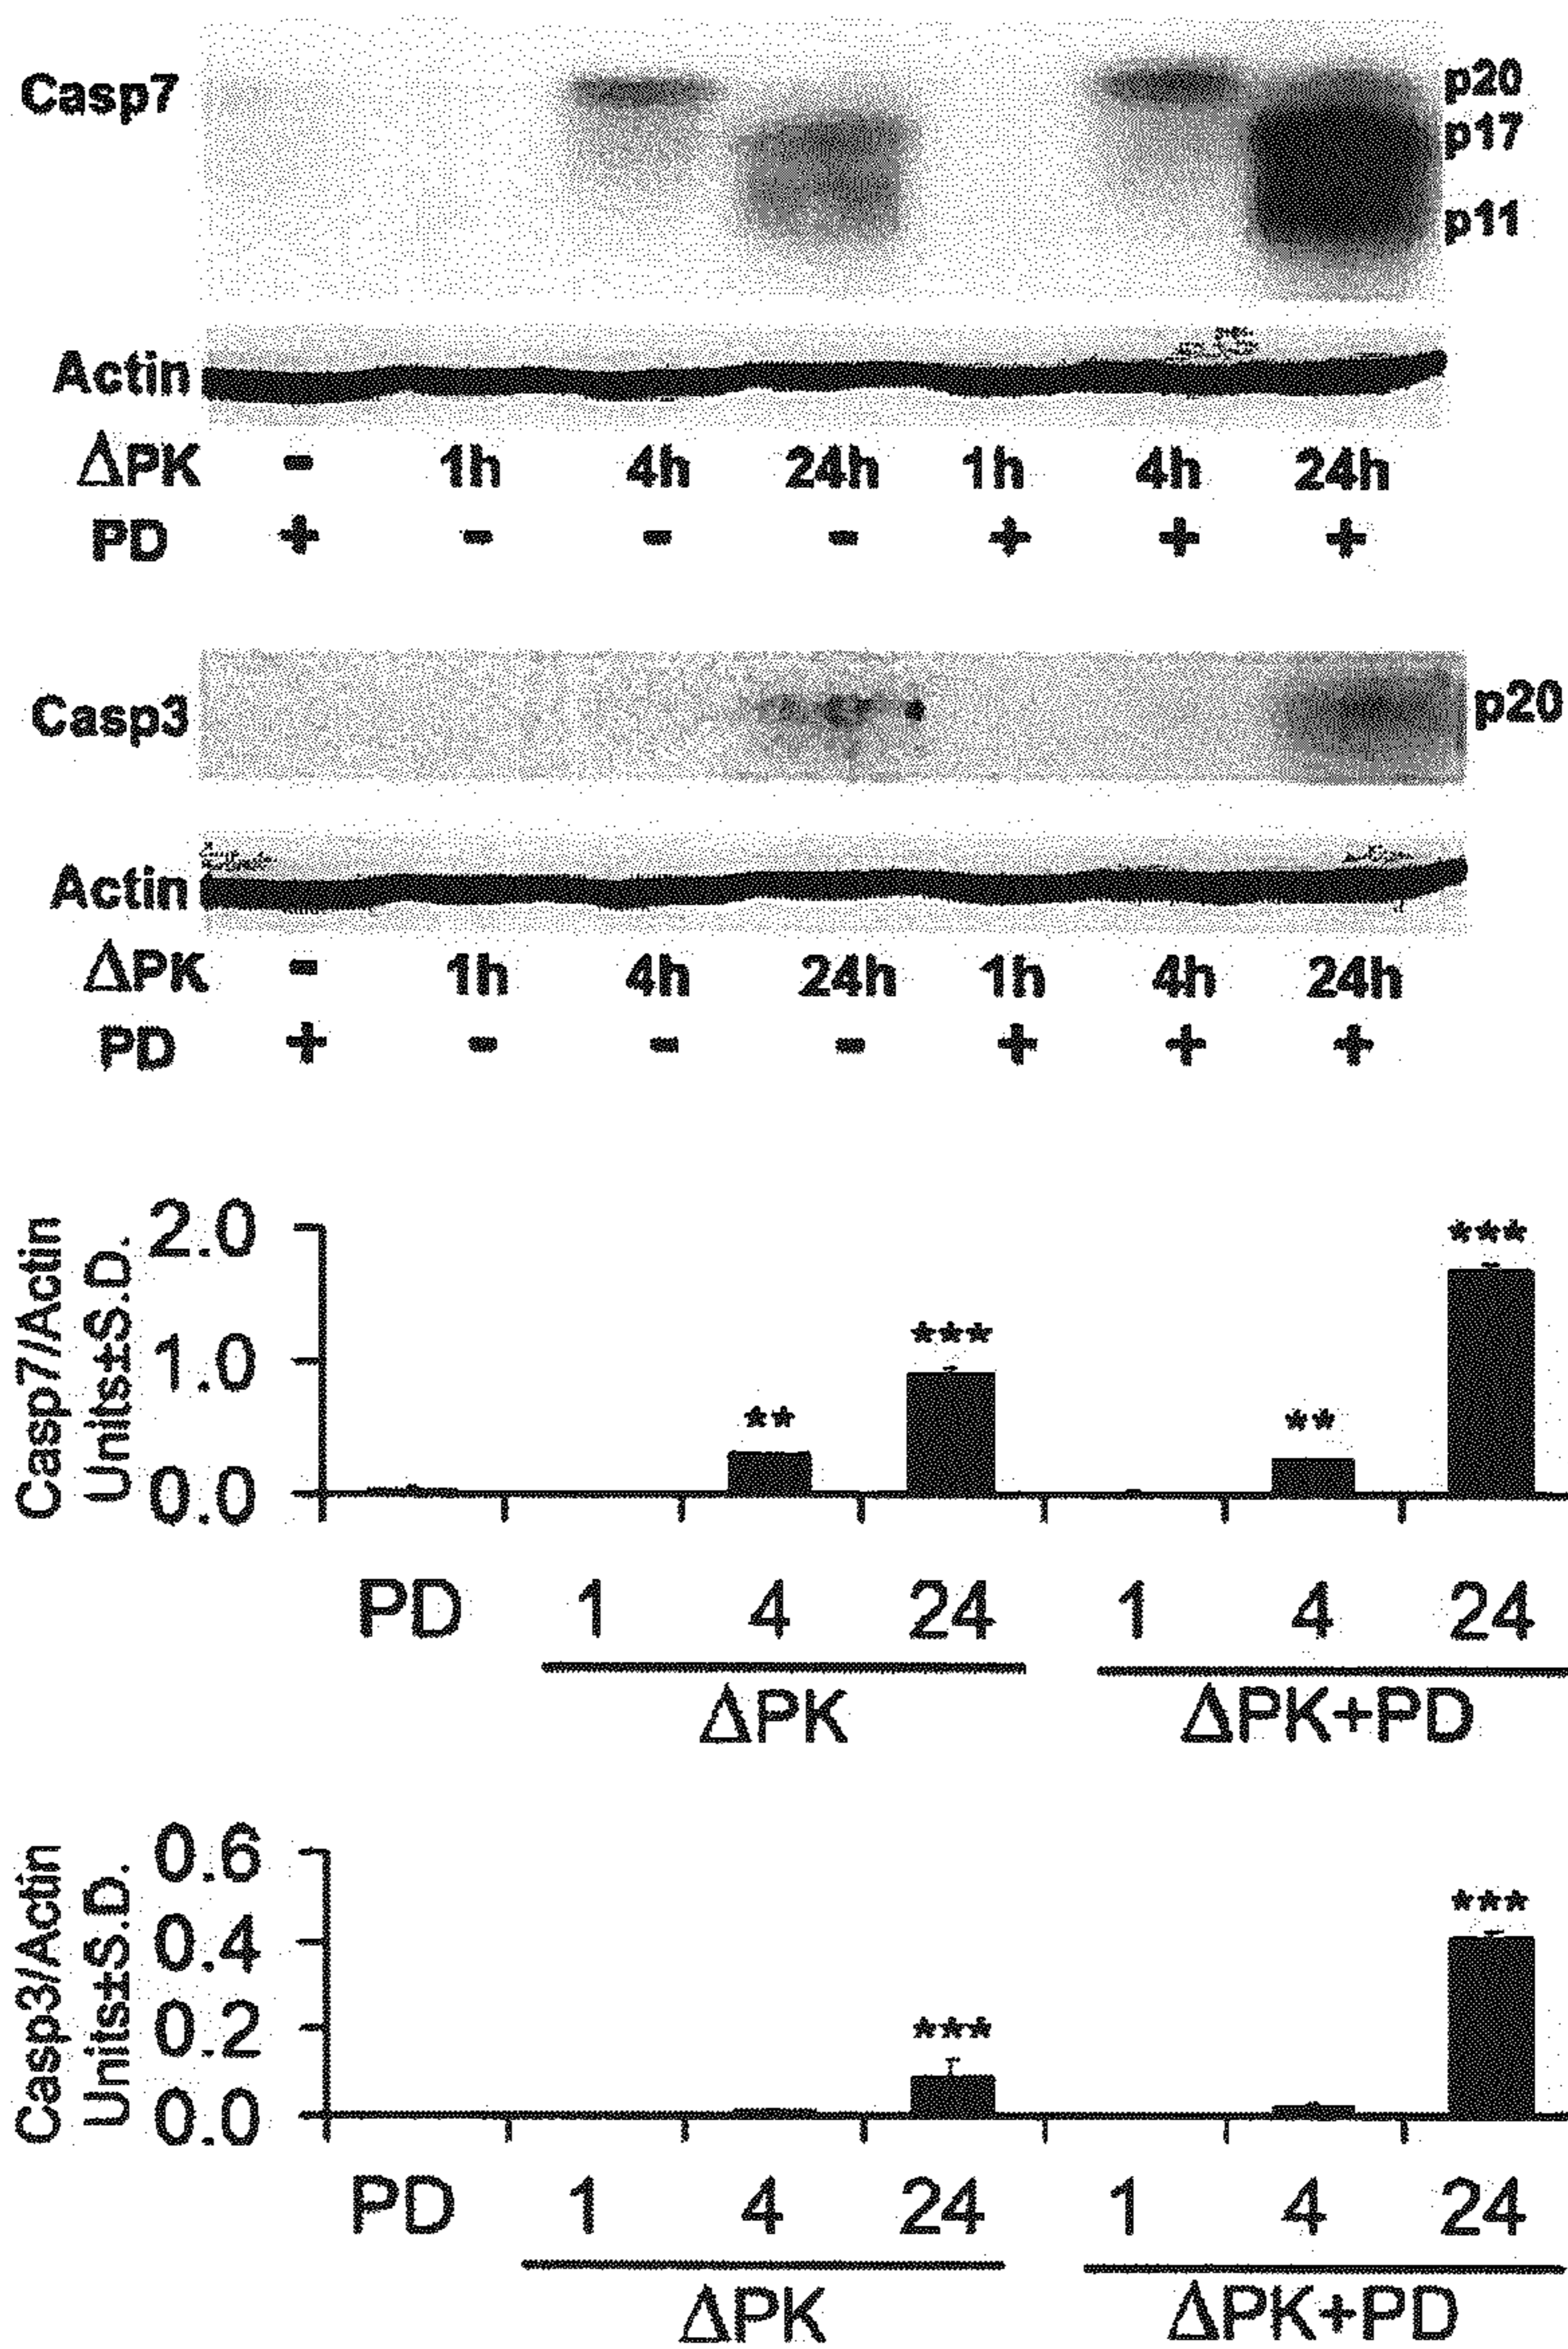 Casp7 p20
p17
p11
Actin
ΔPK - 1h 4h 24h 1h 4h 24h
PD + - - - + + +
Casp3 p20
Actin
ΔPK - 1h 4h 24h 1h 4h 24h
PD + - - - + + +
Casp7/Actin
Units±S.D.
2.0
1.0
0.0
** *** ** ***
PD 1 4 24 1 4 24
ΔPK ΔPK+PD
Casp3/Actin
Units±S.D.
0.6
0.4
0.2
0.0
*** ***
PD 1 4 24 1 4 24
ΔPK ΔPK+PD